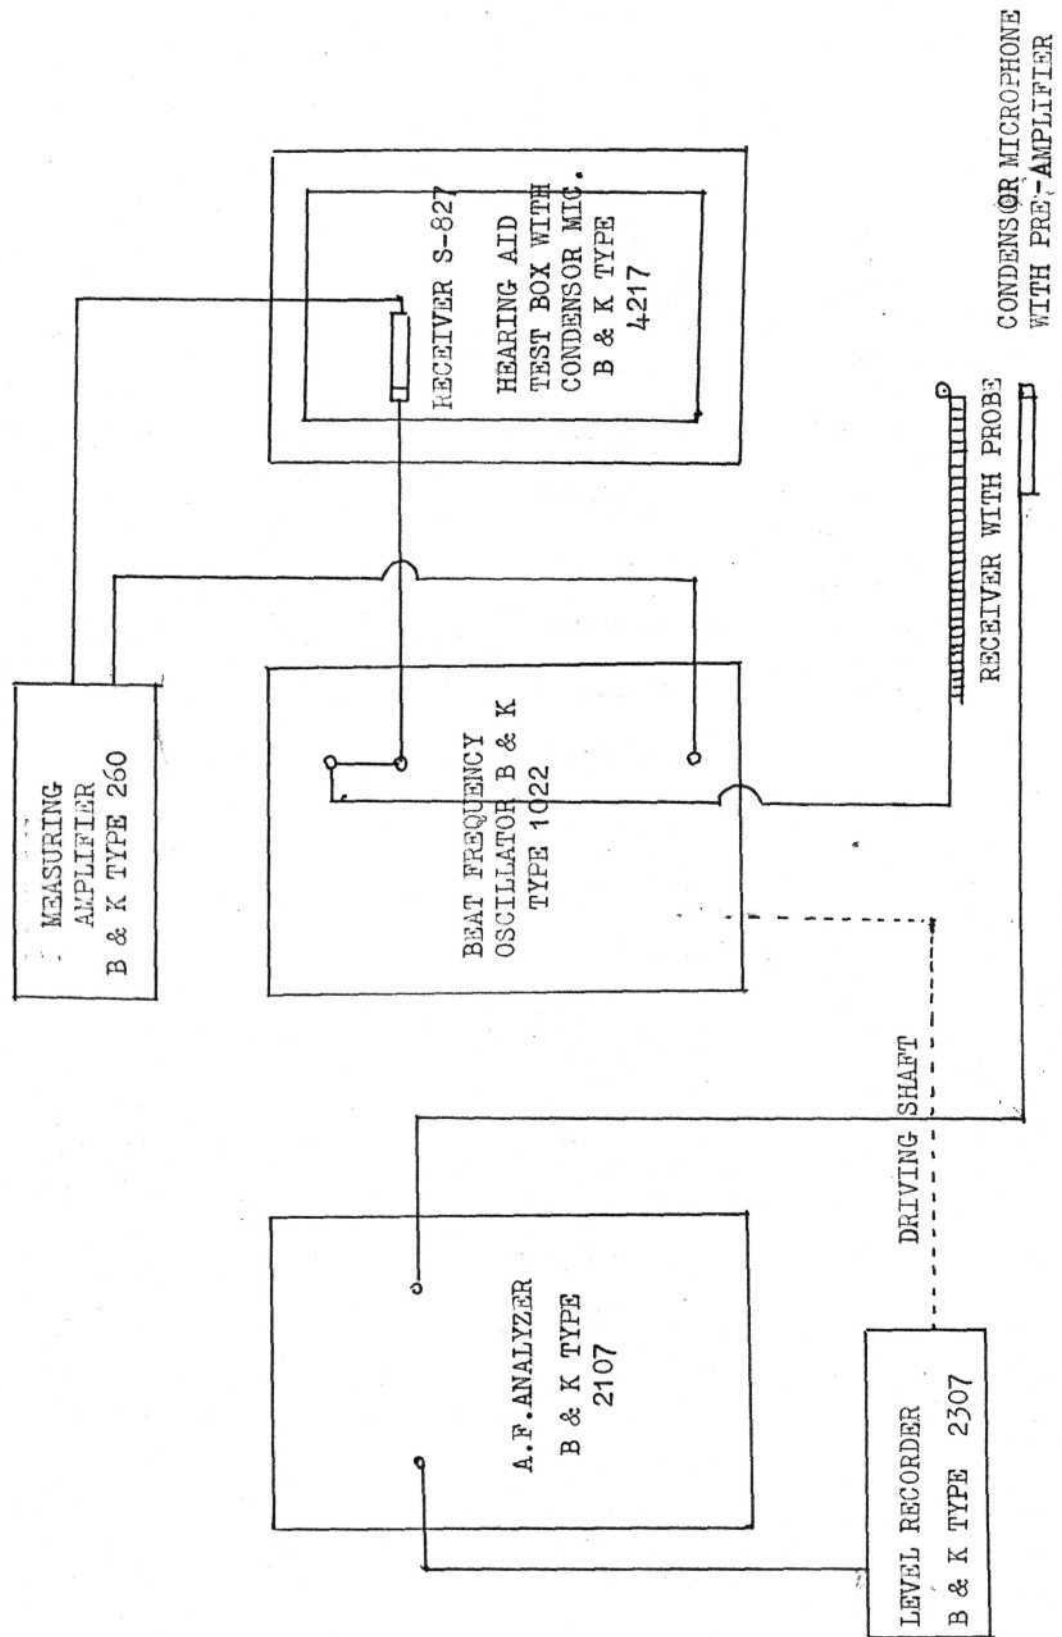 MEASURING
AMPLIFIER
B & K TYPE 260
RECEIVER S-827
HEARING AID
TEST BOX WITH
CONDENSOR MIC.
B & K TYPE
4217
BEAT FREQUENCY
OSCILLATOR B & K
TYPE 1022
A.F.ANALYZER
B & K TYPE
2107
DRIVING SHAFT
LEVEL RECORDER
B & K TYPE 2307
RECEIVER WITH PROBE
CONDENSOR MICROPHONE
WITH PRE-AMPLIFIER